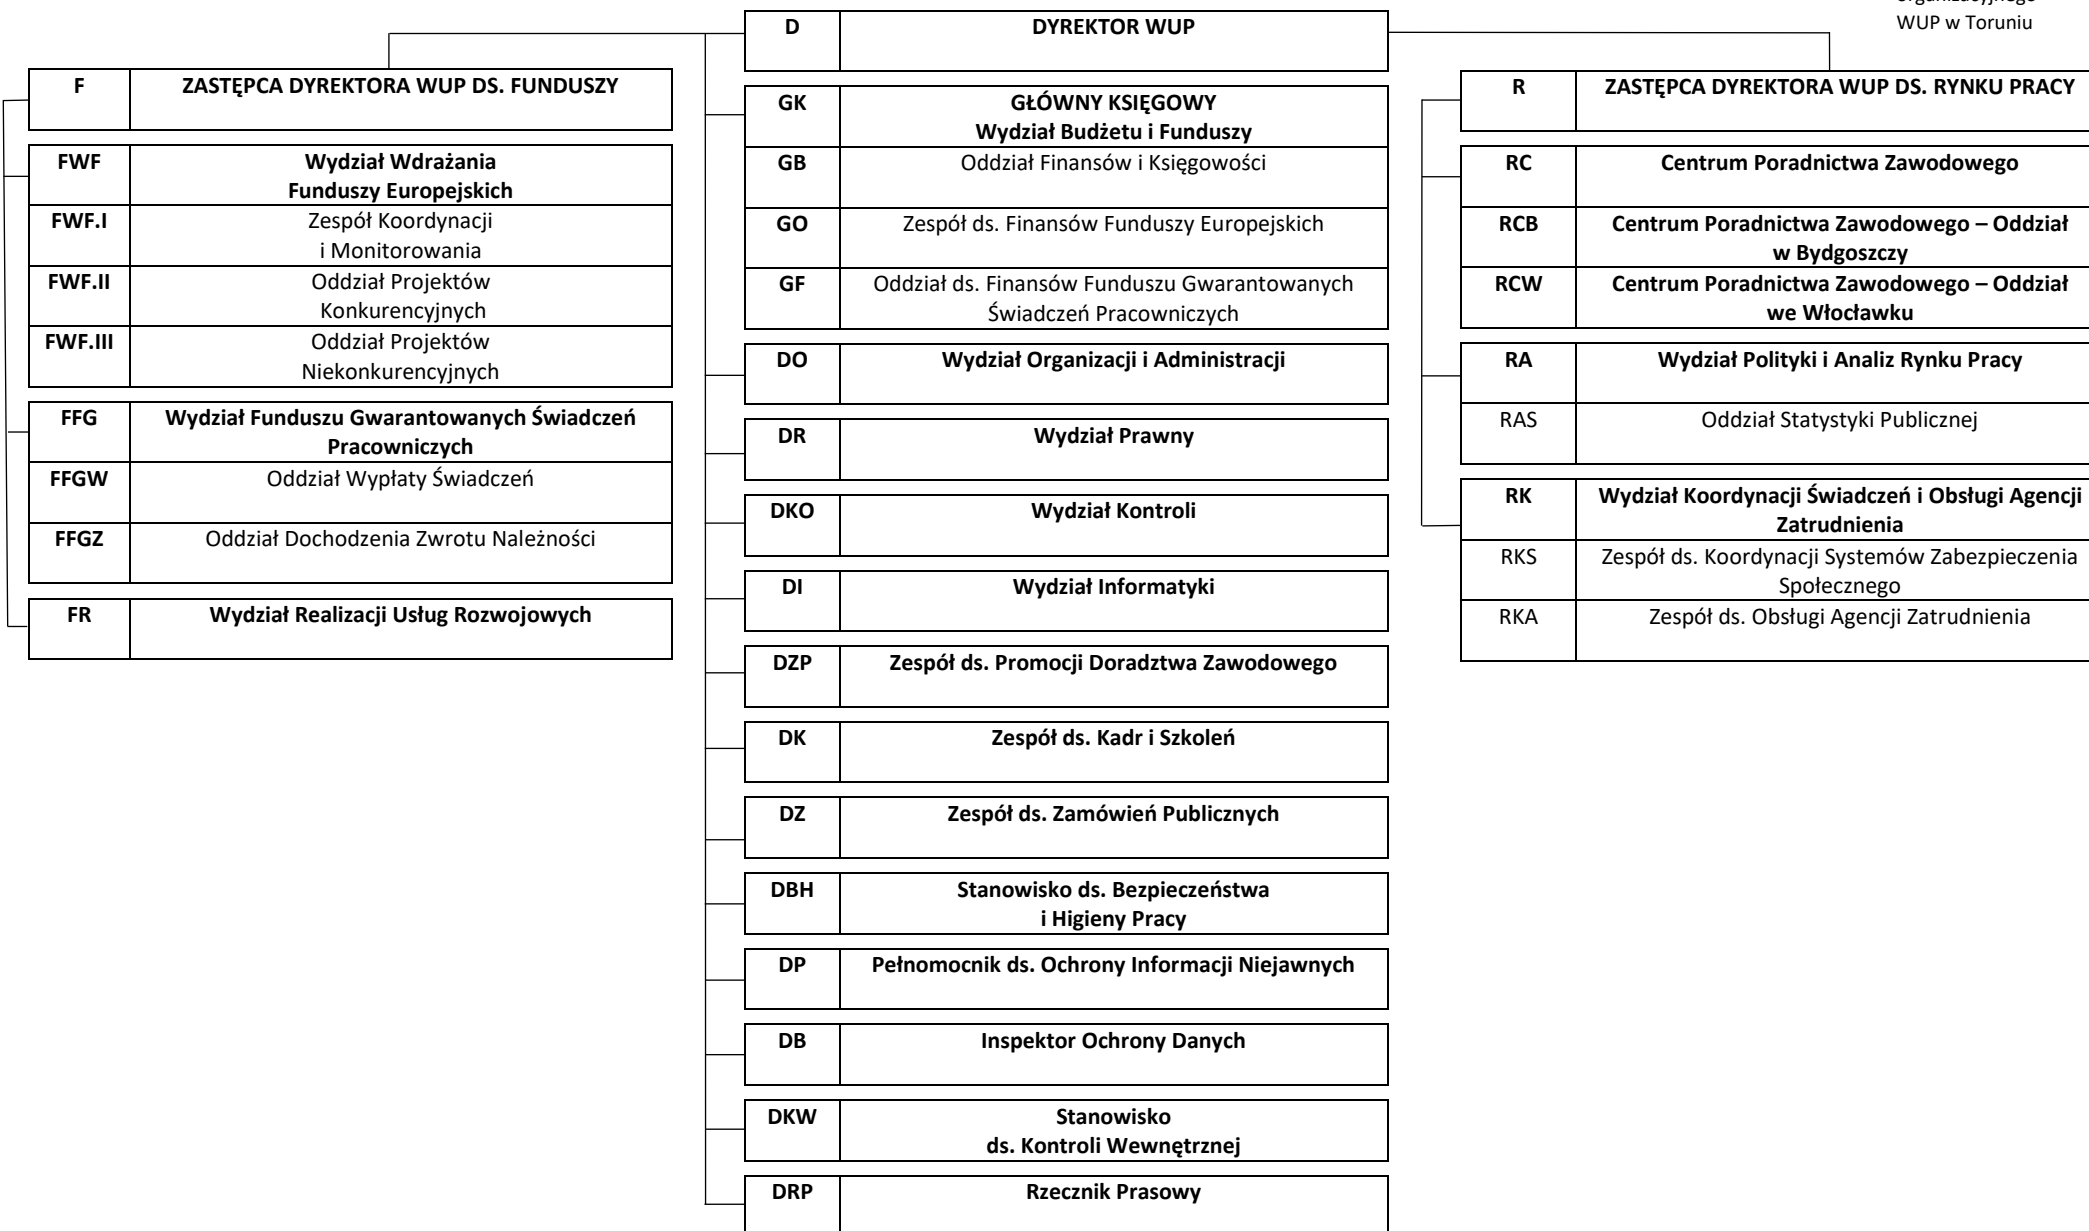 organizacyjnego
WUP w Toruniu
D DYREKTOR WUP
F ZASTĘPCA DYREKTORA WUP DS. FUNDUSZY
FWF Wydział Wdrażania
Funduszy Europejskich
FWF.I Zespół Koordynacji
i Monitorowania
FWF.II Oddział Projektów
Konkurencyjnych
FWF.III Oddział Projektów
Niekonkurencyjnych
FFG Wydział Funduszu Gwarantowanych Świadczeń
Pracowniczych
FFGW Oddział Wypłaty Świadczeń
FFGZ Oddział Dochodzenia Zwrotu Należności
FR Wydział Realizacji Usług Rozwojowych
GK GŁÓWNY KSIĘGOWY
Wydział Budżetu i Funduszy
GB Oddział Finansów i Księgowości
GO Zespół ds. Finansów Funduszy Europejskich
GF Oddział ds. Finansów Funduszu Gwarantowanych
Świadczeń Pracowniczych
DO Wydział Organizacji i Administracji
DR Wydział Prawny
DKO Wydział Kontroli
DI Wydział Informatyki
DZP Zespół ds. Promocji Doradztwa Zawodowego
DK Zespół ds. Kadr i Szkoleń
DZ Zespół ds. Zamówień Publicznych
DBH Stanowisko ds. Bezpieczeństwa
i Higieny Pracy
DP Pełnomocnik ds. Ochrony Informacji Niejawnych
DB Inspektor Ochrony Danych
DKW Stanowisko
ds. Kontroli Wewnętrznej
DRP Rzecznik Prasowy
R ZASTĘPCA DYREKTORA WUP DS. RYNKU PRACY
RC Centrum Poradnictwa Zawodowego
RCB Centrum Poradnictwa Zawodowego – Oddział
w Bydgoszczy
RCW Centrum Poradnictwa Zawodowego – Oddział
we Włocławku
RA Wydział Polityki i Analiz Rynku Pracy
RAS Oddział Statystyki Publicznej
RK Wydział Koordynacji Świadczeń i Obsługi Agencji
Zatrudnienia
RKS Zespół ds. Koordynacji Systemów Zabezpieczenia
Społecznego
RKA Zespół ds. Obsługi Agencji Zatrudnienia